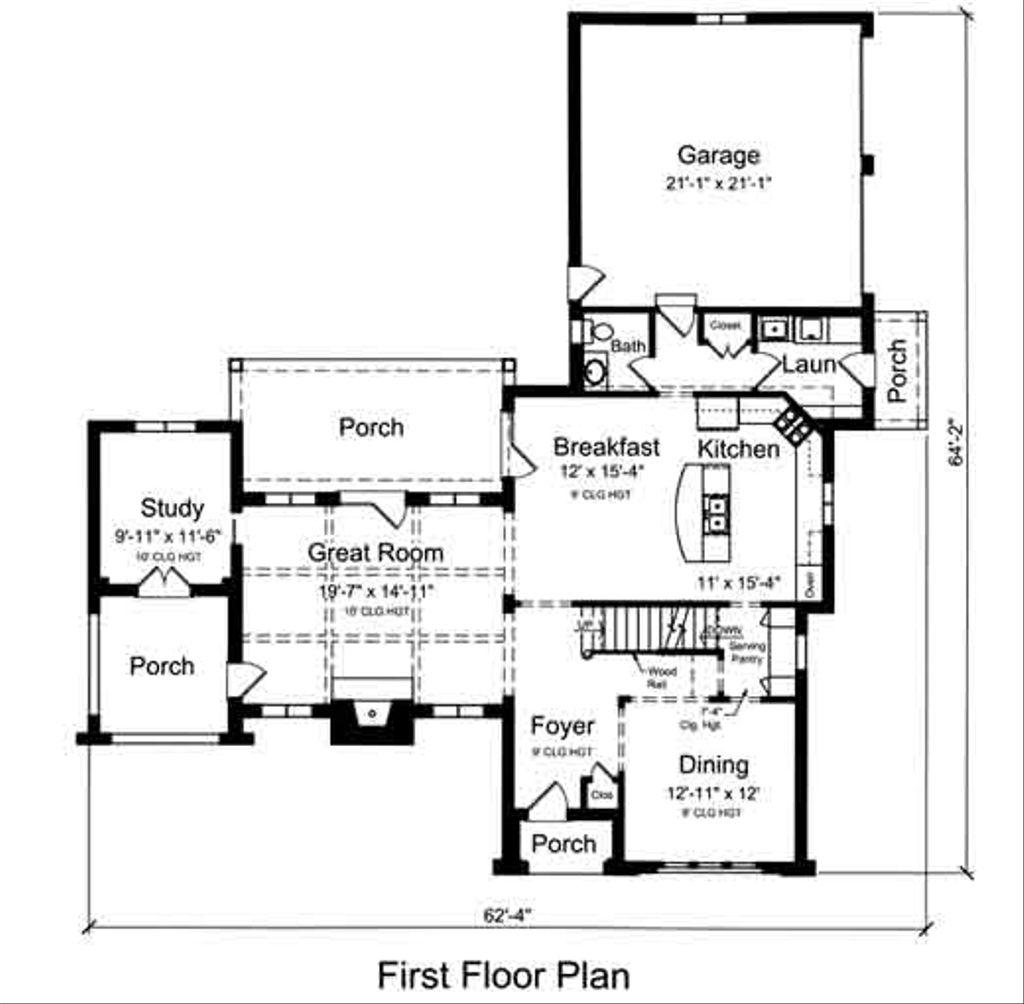 Garage
21'-1" x 21'-1"
Closet
Bath
Laun
Porch
Porch
Breakfast
12' x 15'-4"
9' CLG HGT
Kitchen
64'-2"
Study
9'-11" x 11'-6"
10' CLG HGT
Great Room
19'-7" x 14'-11"
10' CLG HGT
11' x 15'-4"
Oven
UP
DOWN
Serving
Pantry
Wood
Rail
Porch
7'-4"
Clg. Hgt.
Foyer
9' CLG HGT
Dining
12'-11" x 12'
9' CLG HGT
Clos
Porch
62'-4"
First Floor Plan